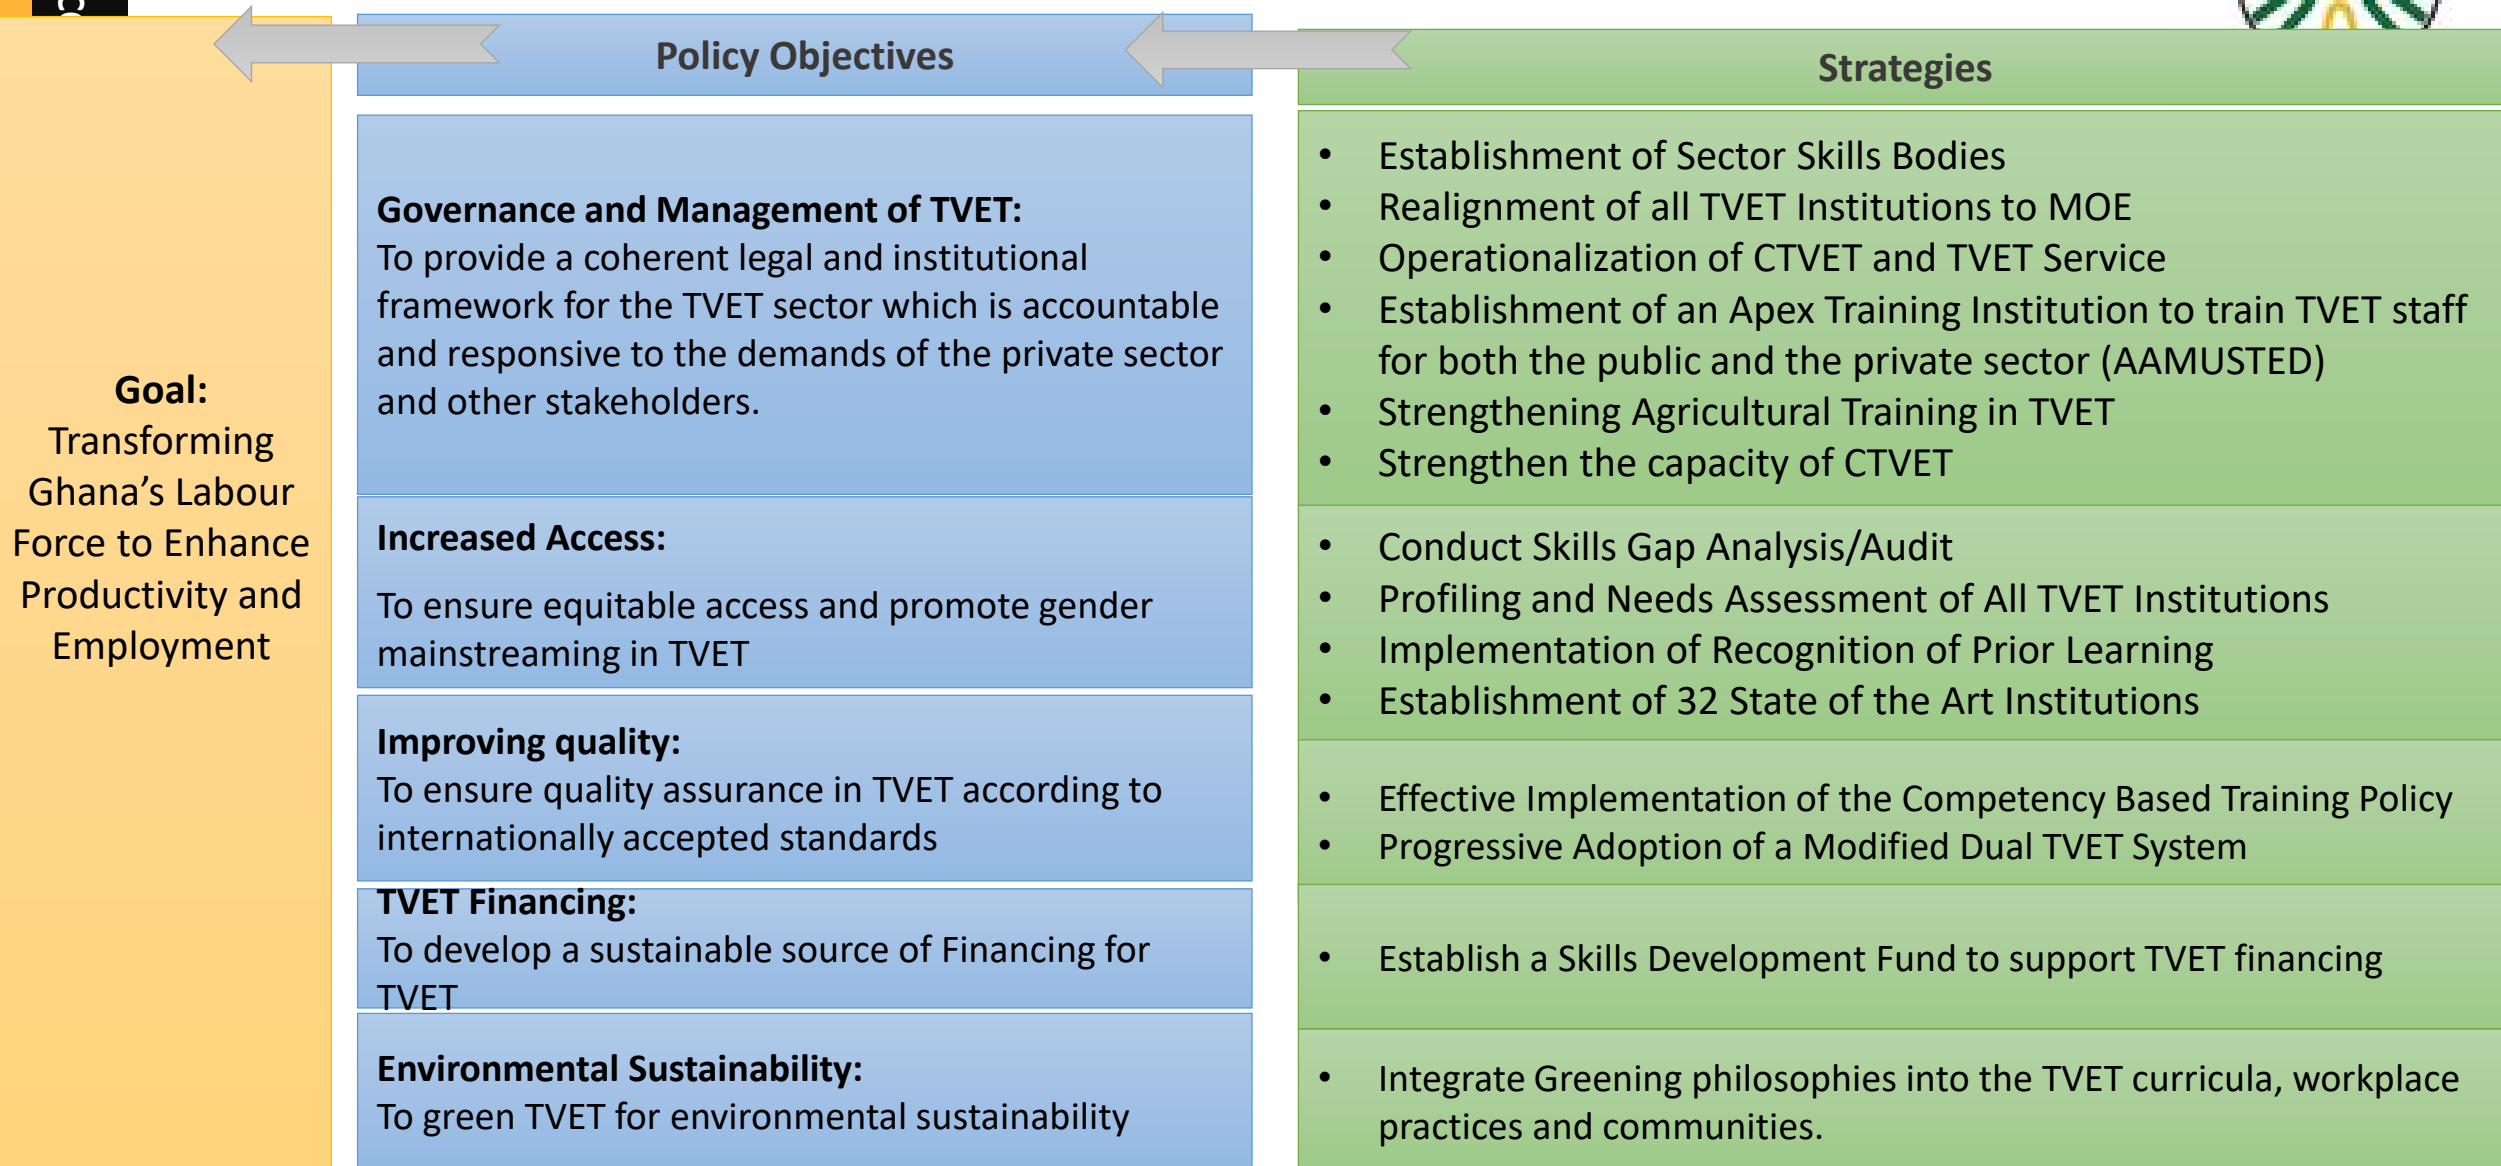 Policy Objectives
Strategies
Goal:
Transforming
Ghana’s Labour
Force to Enhance
Productivity and
Employment
Governance and Management of TVET:
To provide a coherent legal and institutional
framework for the TVET sector which is accountable
and responsive to the demands of the private sector
and other stakeholders.
Increased Access:
To ensure equitable access and promote gender
mainstreaming in TVET
Improving quality:
To ensure quality assurance in TVET according to
internationally accepted standards
TVET Financing:
To develop a sustainable source of Financing for
TVET
Environmental Sustainability:
To green TVET for environmental sustainability
• Establishment of Sector Skills Bodies
• Realignment of all TVET Institutions to MOE
• Operationalization of CTVET and TVET Service
• Establishment of an Apex Training Institution to train TVET staff
for both the public and the private sector (AAMUSTED)
• Strengthening Agricultural Training in TVET
• Strengthen the capacity of CTVET
• Conduct Skills Gap Analysis/Audit
• Profiling and Needs Assessment of All TVET Institutions
• Implementation of Recognition of Prior Learning
• Establishment of 32 State of the Art Institutions
• Effective Implementation of the Competency Based Training Policy
• Progressive Adoption of a Modified Dual TVET System
• Establish a Skills Development Fund to support TVET financing
• Integrate Greening philosophies into the TVET curricula, workplace
practices and communities.